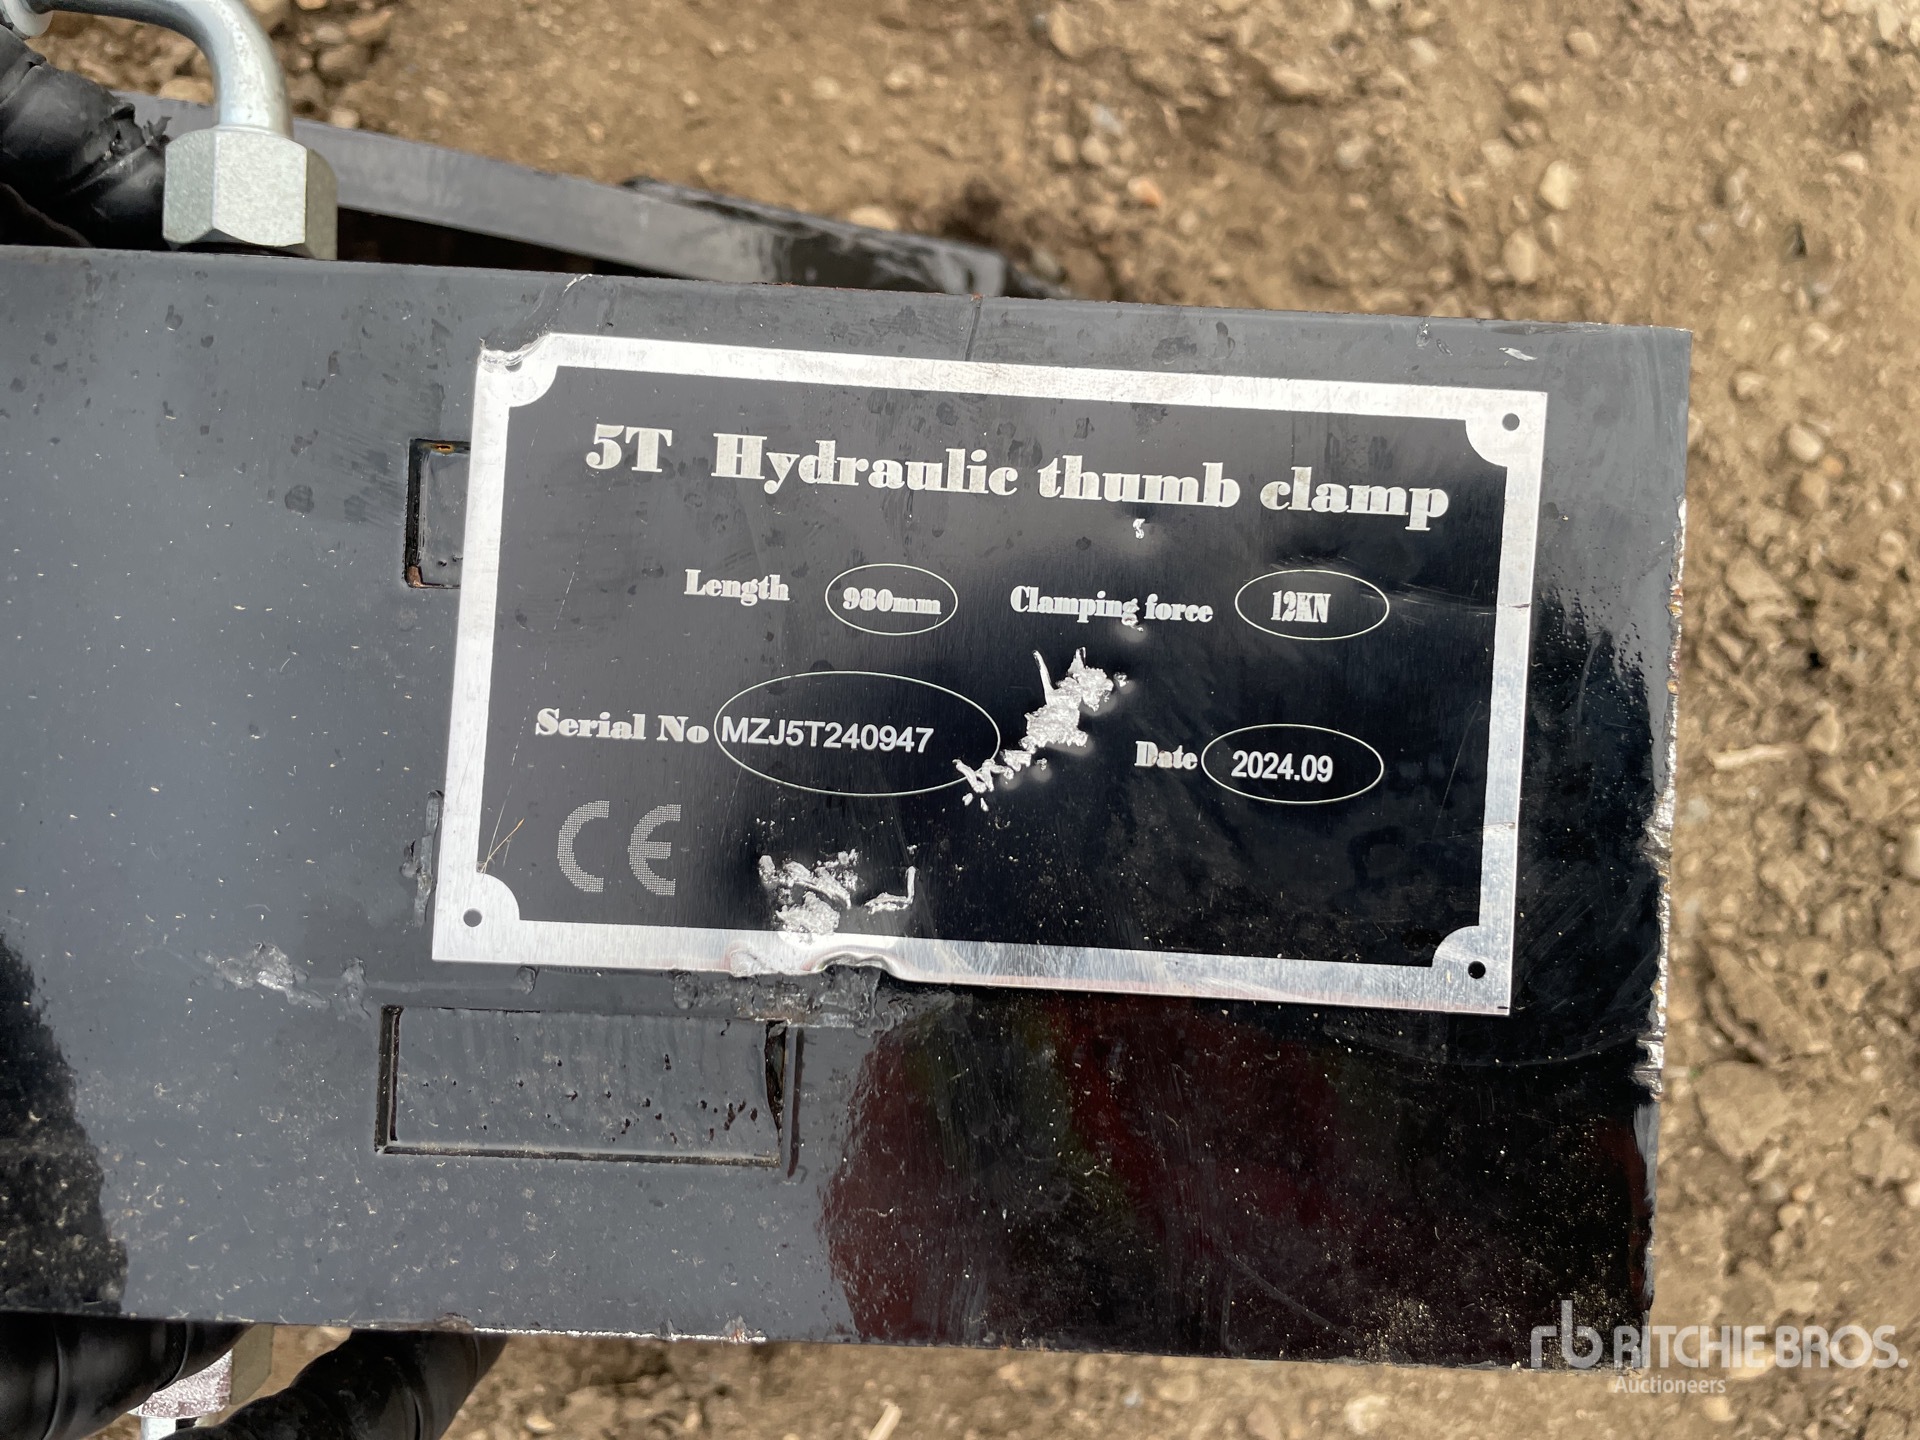 5T Hydraulic thumb clamp
Length 980mm Clamping force 12KN
Serial No MZJ5T240947 Date 2024.09
CE
rb RITCHIE BROS.
Auctioneers